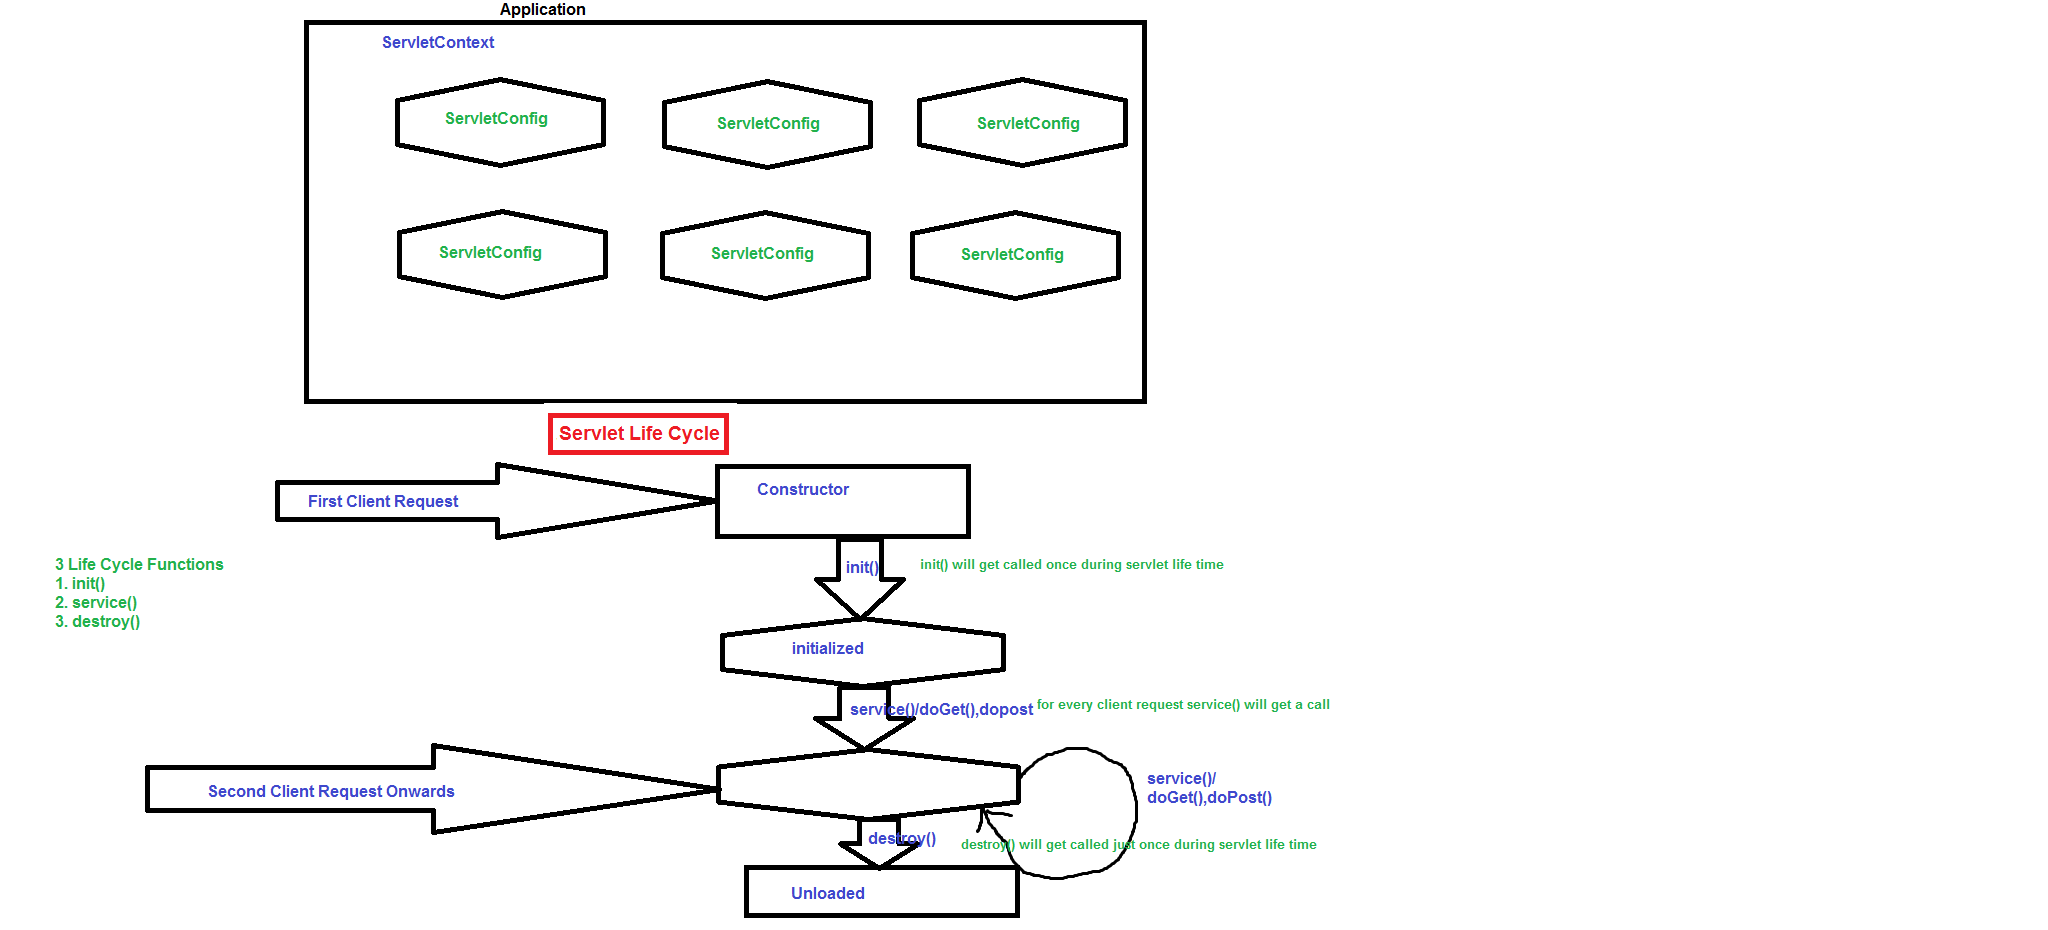 Application
ServletContext
ServletConfig
ServletConfig
ServletConfig
ServletConfig
ServletConfig
ServletConfig
Servlet Life Cycle
First Client Request
Constructor
3 Life Cycle Functions
1. init()
2. service()
3. destroy()
init()
init() will get called once during servlet life time
initialized
service()/doGet(),dopost
for every client request service() will get a call
Second Client Request Onwards
service()/
doGet(),doPost()
destroy()
destroy() will get called just once during servlet life time
Unloaded